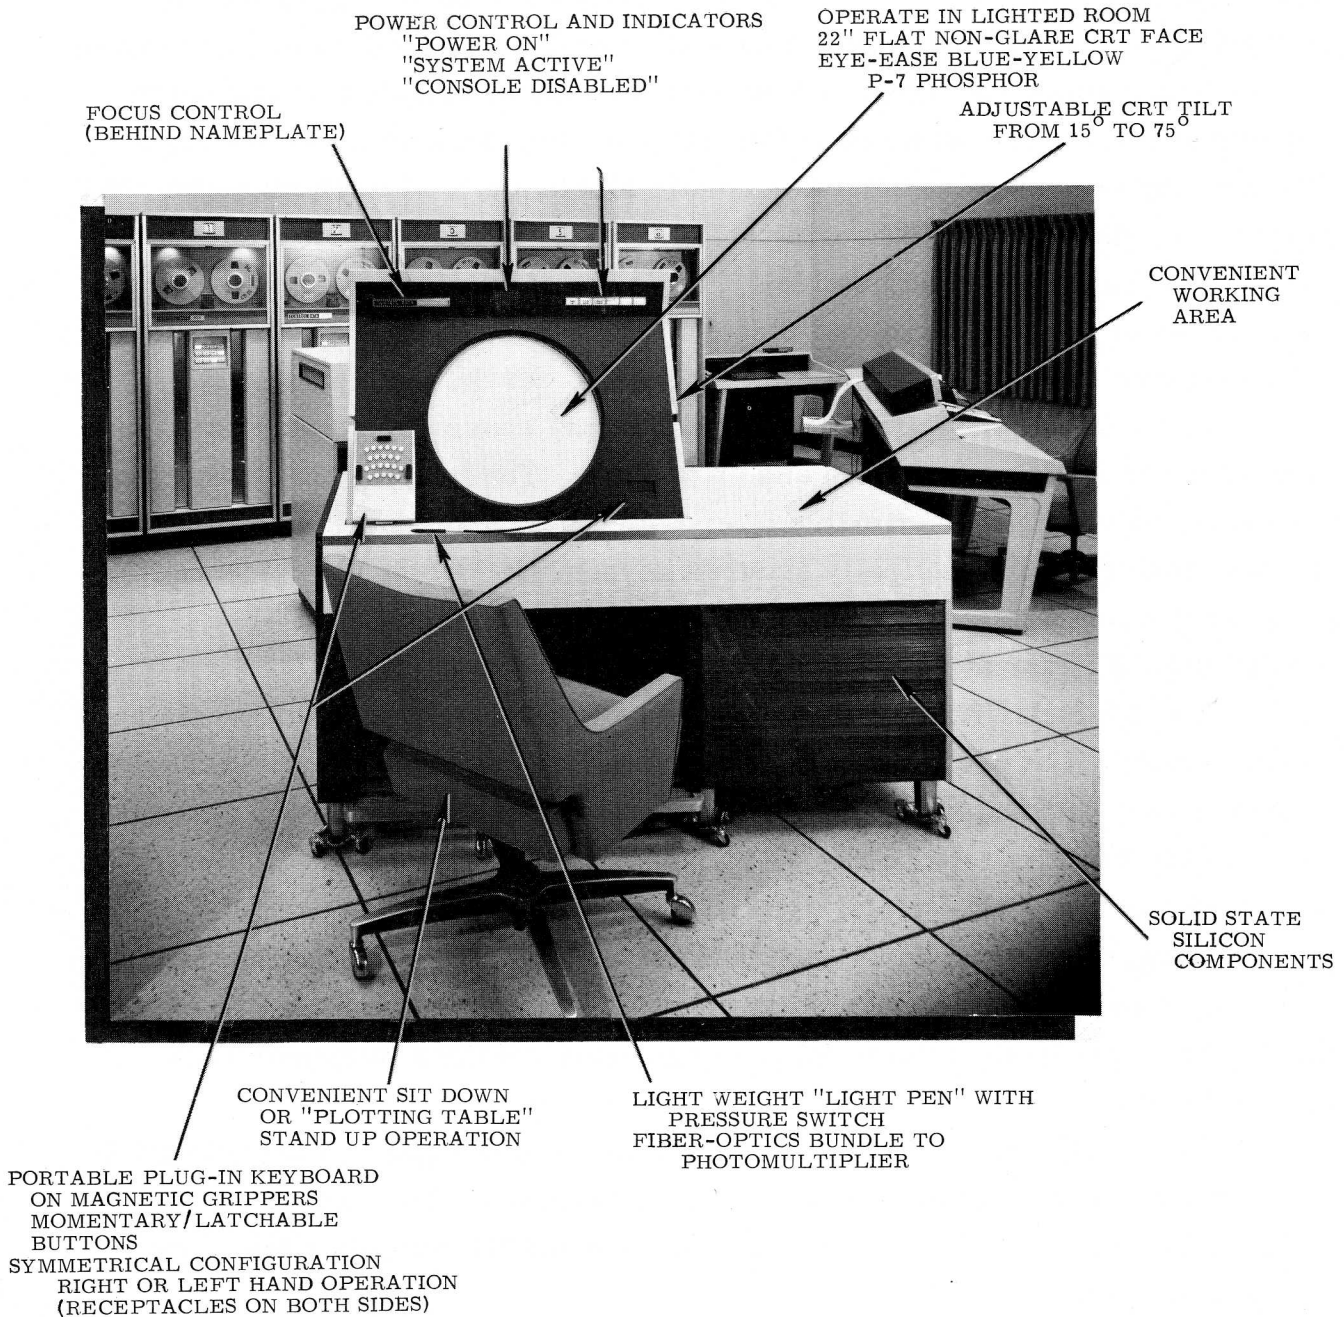 POWER CONTROL AND INDICATORS
"POWER ON"
"SYSTEM ACTIVE"
"CONSOLE DISABLED"
OPERATE IN LIGHTED ROOM
22" FLAT NON-GLARE CRT FACE
EYE-EASE BLUE-YELLOW
P-7 PHOSPHOR
FOCUS CONTROL
(BEHIND NAMEPLATE)
ADJUSTABLE CRT TILT
FROM 15° TO 75°
CONVENIENT
WORKING
AREA
SOLID STATE
SILICON
COMPONENTS
CONVENIENT SIT DOWN
OR "PLOTTING TABLE"
STAND UP OPERATION
LIGHT WEIGHT "LIGHT PEN" WITH
PRESSURE SWITCH
FIBER-OPTICS BUNDLE TO
PHOTOMULTIPLIER
PORTABLE PLUG-IN KEYBOARD
ON MAGNETIC GRIPPERS
MOMENTARY/LATCHABLE
BUTTONS
SYMMETRICAL CONFIGURATION
RIGHT OR LEFT HAND OPERATION
(RECEPTACLES ON BOTH SIDES)